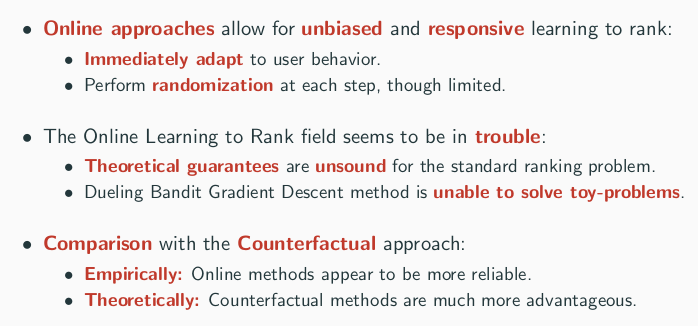 • Online approaches allow for unbiased and responsive learning to rank:
• Immediately adapt to user behavior.
• Perform randomization at each step, though limited.
• The Online Learning to Rank field seems to be in trouble:
• Theoretical guarantees are unsound for the standard ranking problem.
• Dueling Bandit Gradient Descent method is unable to solve toy-problems.
• Comparison with the Counterfactual approach:
• Empirically: Online methods appear to be more reliable.
• Theoretically: Counterfactual methods are much more advantageous.